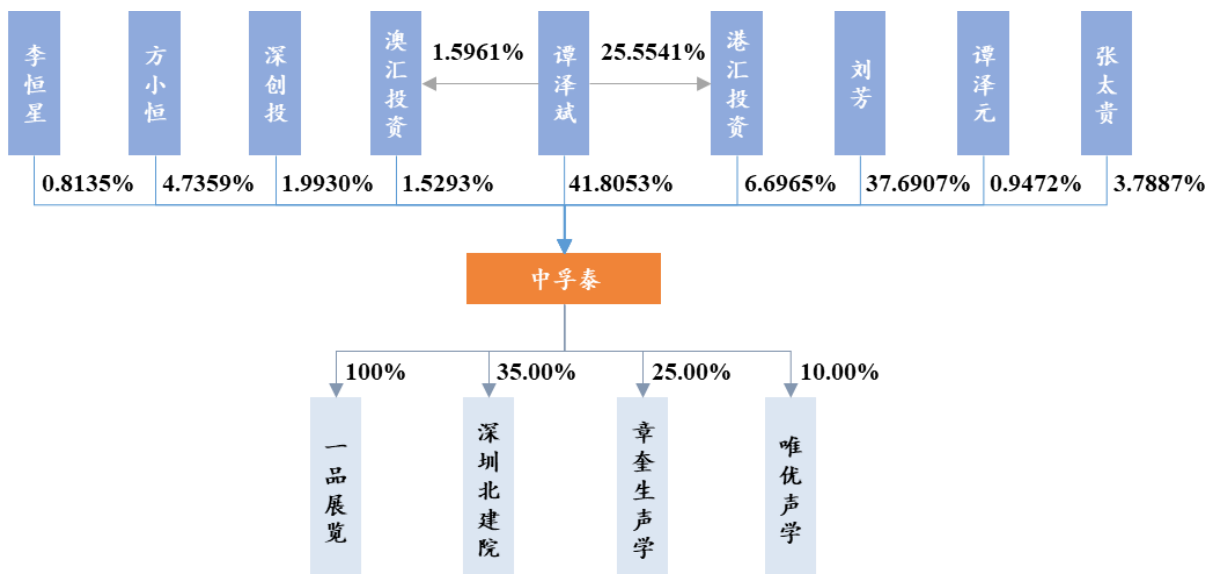 李恒星
方小恒
深创投
澳汇投资
1.5961%
谭泽斌
25.5541%
港汇投资
刘芳
谭泽元
张太贵
0.8135%
4.7359%
1.9930%
1.5293%
41.8053%
6.6965%
37.6907%
0.9472%
3.7887%
中孚泰
100%
35.00%
25.00%
10.00%
一品展览
深圳北建院
章奎生声学
唯优声学